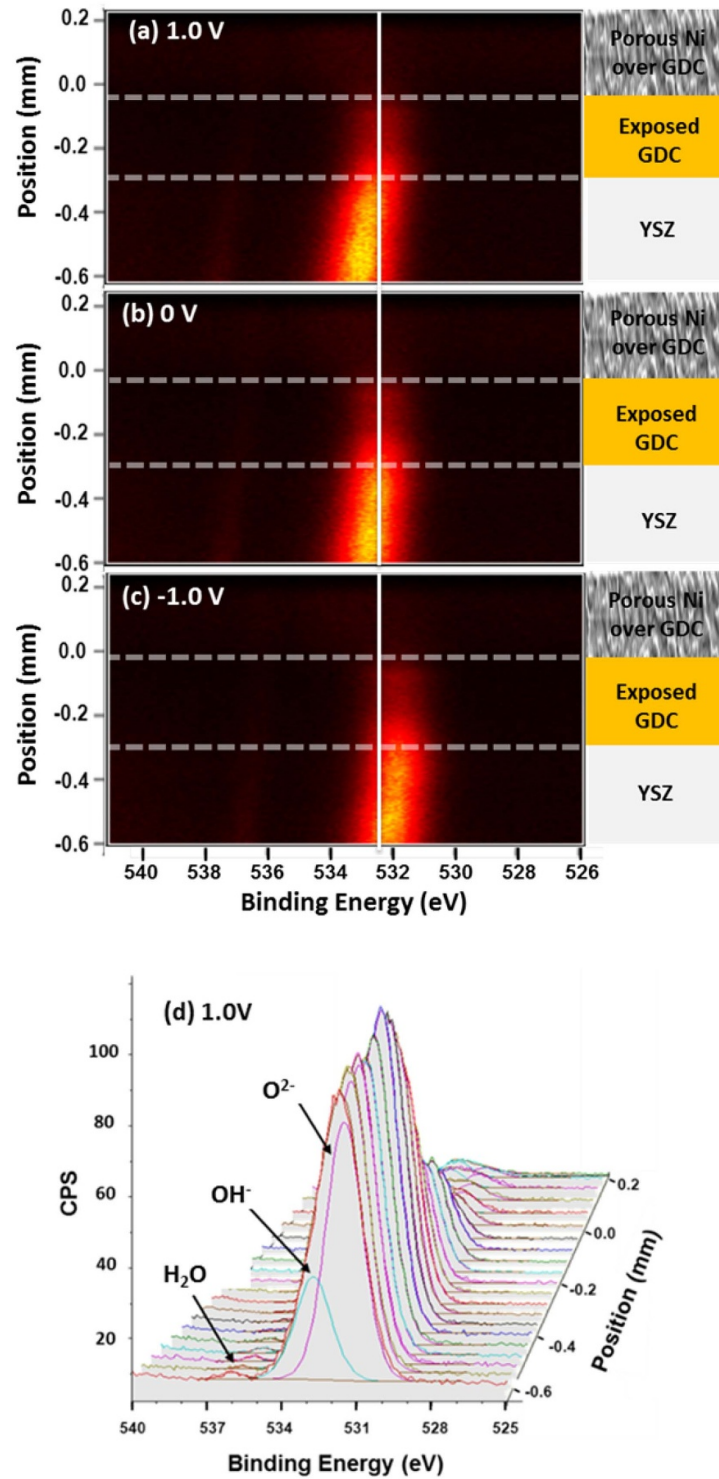 (a) 1.0 V
0.2
0.0
-0.2
-0.4
-0.6
Position (mm)
Porous Ni
over GDC
Exposed
GDC
YSZ
(b) 0 V
0.2
0.0
-0.2
-0.4
-0.6
Position (mm)
Porous Ni
over GDC
Exposed
GDC
YSZ
(c) -1.0 V
0.2
0.0
-0.2
-0.4
-0.6
Position (mm)
Porous Ni
over GDC
Exposed
GDC
YSZ
540 538 536 534 532 530 528 526
Binding Energy (eV)
(d) 1.0V
100
80
60
40
20
CPS
O²⁻
OH⁻
H₂O
0.2
0.0
-0.2
-0.4
-0.6
Position (mm)
540 537 534 531 528 525
Binding Energy (eV)